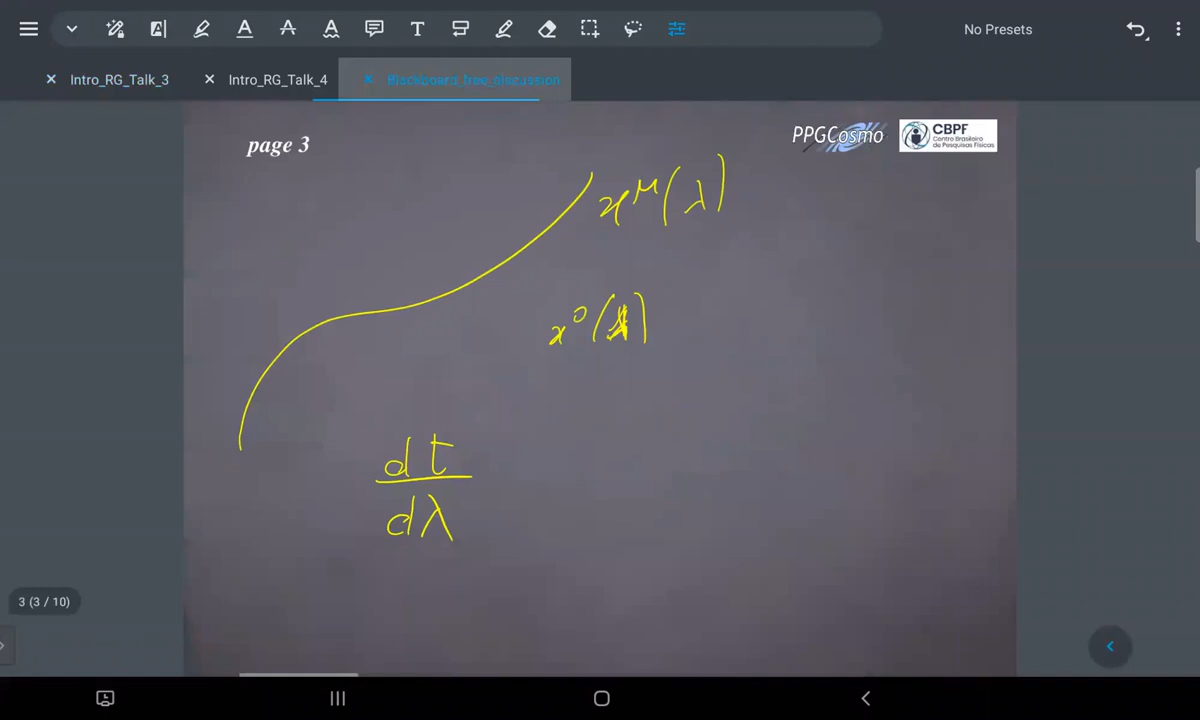 No Presets
Intro_RG_Talk_3
Intro_RG_Talk_4
Blackboard_free_discussion
page 3
PPGCosmo
CBPF
Centro Brasileiro
de Pesquisas Físicas
x^μ(λ)
x^0(λ)
dt
dλ
3 (3 / 10)